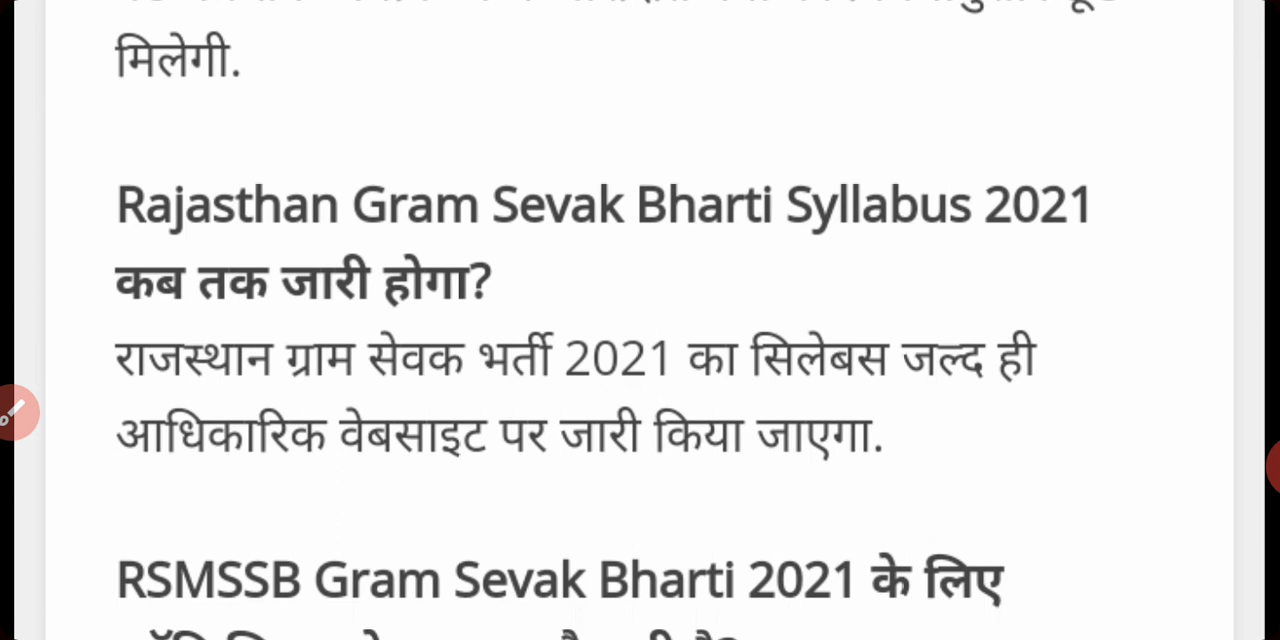 मिलेगी.
Rajasthan Gram Sevak Bharti Syllabus 2021
कब तक जारी होगा?
राजस्थान ग्राम सेवक भर्ती 2021 का सिलेबस जल्द ही
आधिकारिक वेबसाइट पर जारी किया जाएगा.
RSMSSB Gram Sevak Bharti 2021 के लिए